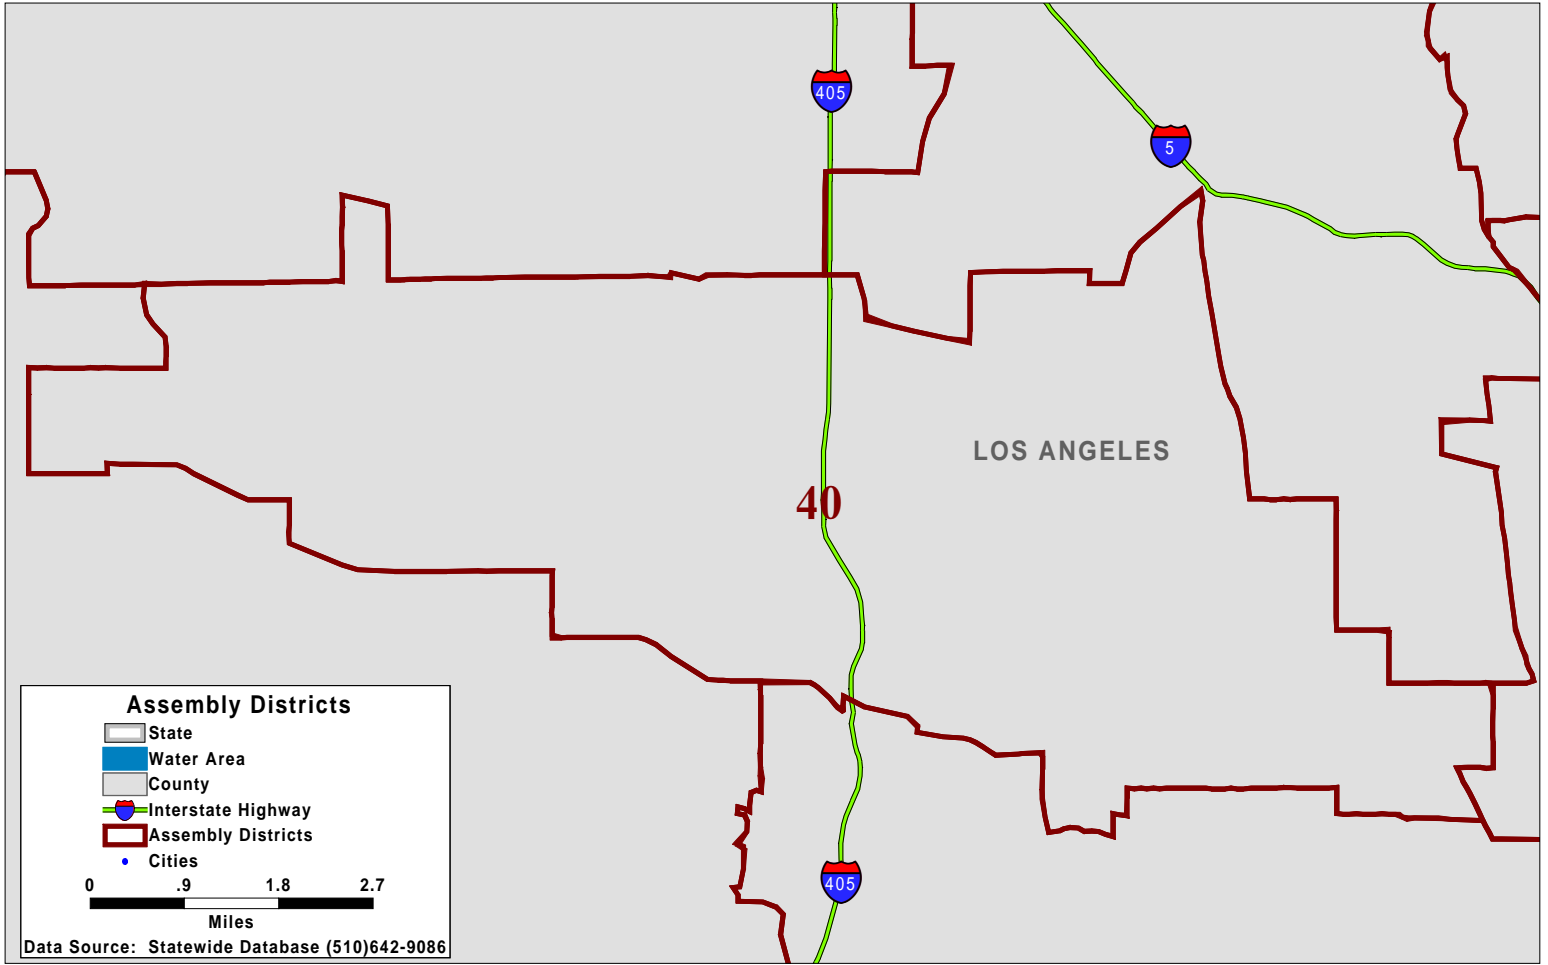 405
5
LOS ANGELES
40
405
Assembly Districts
State
Water Area
County
Interstate Highway
Assembly Districts
Cities
0 .9 1.8 2.7
Miles
Data Source: Statewide Database (510)642-9086